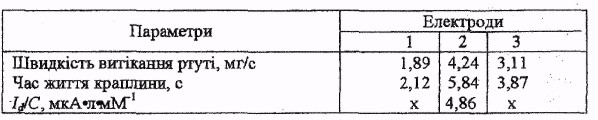 Параметри Електроди
1 2 3
Швидкість витікання ртуті, мг/с 1,89 4,24 3,11
Час життя краплини, с 2,12 5,84 3,87
I_d/C, мкА•л•мМ⁻¹ x 4,86 x